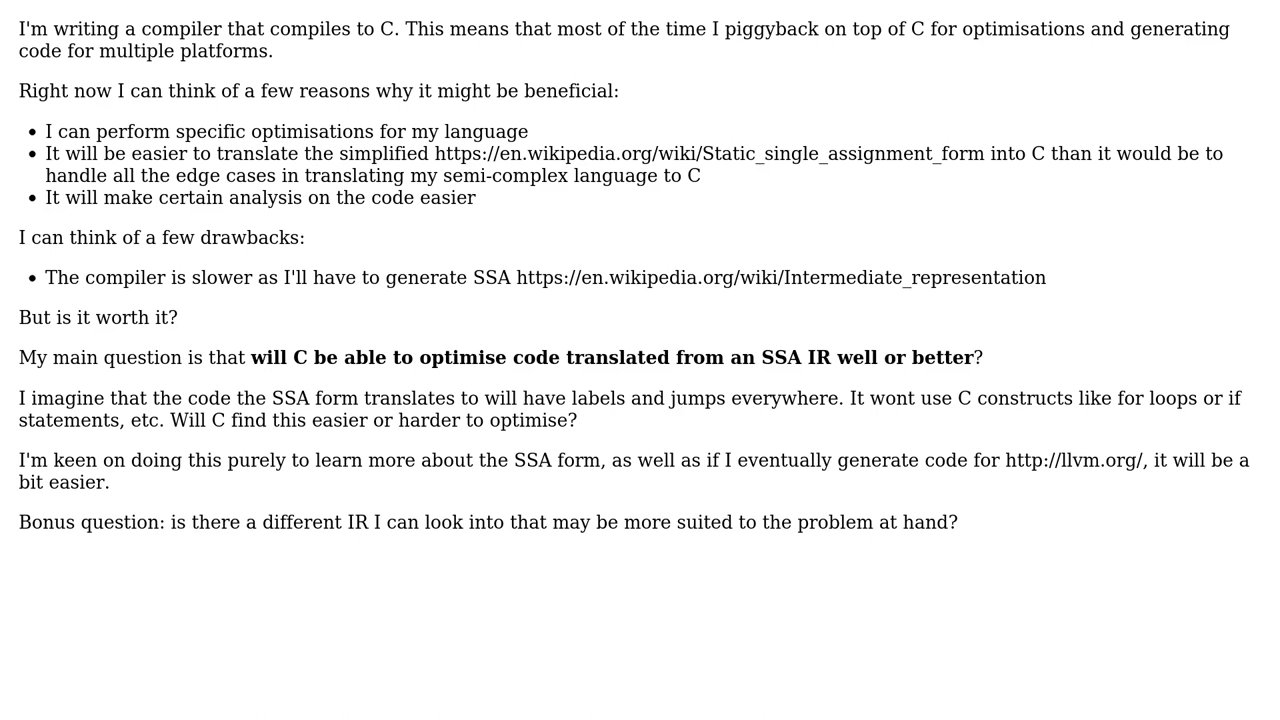 I'm writing a compiler that compiles to C. This means that most of the time I piggyback on top of C for optimisations and generating
code for multiple platforms.
Right now I can think of a few reasons why it might be beneficial:
• I can perform specific optimisations for my language
• It will be easier to translate the simplified https://en.wikipedia.org/wiki/Static_single_assignment_form into C than it would be to
handle all the edge cases in translating my semi-complex language to C
• It will make certain analysis on the code easier
I can think of a few drawbacks:
• The compiler is slower as I'll have to generate SSA https://en.wikipedia.org/wiki/Intermediate_representation
But is it worth it?
My main question is that will C be able to optimise code translated from an SSA IR well or better?
I imagine that the code the SSA form translates to will have labels and jumps everywhere. It wont use C constructs like for loops or if
statements, etc. Will C find this easier or harder to optimise?
I'm keen on doing this purely to learn more about the SSA form, as well as if I eventually generate code for http://llvm.org/, it will be a
bit easier.
Bonus question: is there a different IR I can look into that may be more suited to the problem at hand?